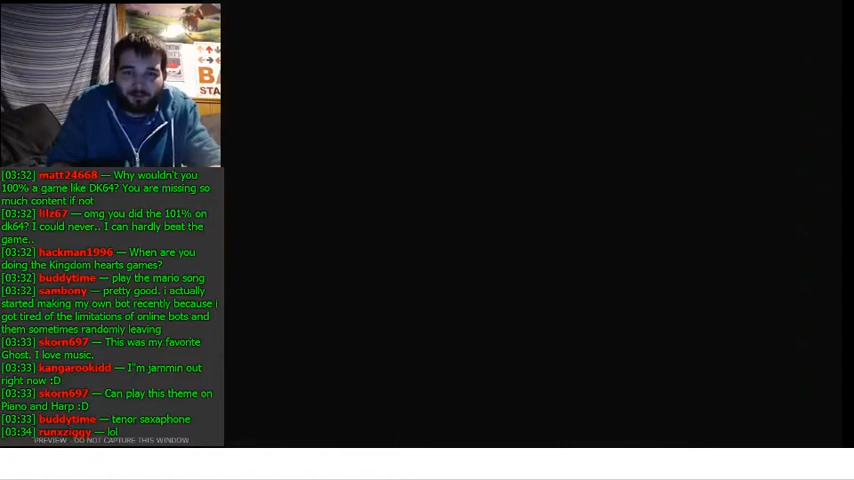 BA
STA
[03:32] matt24668 — Why wouldn't you
100% a game like DK64? You are missing so
much content if not
[03:32] lilz67 — omg you did the 101% on
dk64? I could never.. I can hardly beat the
game..
[03:32] hackman1996 — When are you
doing the Kingdom hearts games?
[03:32] buddytime — play the mario song
[03:32] sambony — pretty good. i actually
started making my own bot recently because i
got tired of the limitations of online bots and
them sometimes randomly leaving
[03:33] skorn697 — This was my favorite
Ghost. I love music.
[03:33] kangarookidd — I"m jammin out
right now :D
[03:33] skorn697 — Can play this theme on
Piano and Harp :D
[03:33] buddytime — tenor saxaphone
[03:34] runxziggy — lol
PREVIEW - DO NOT CAPTURE THIS WINDOW